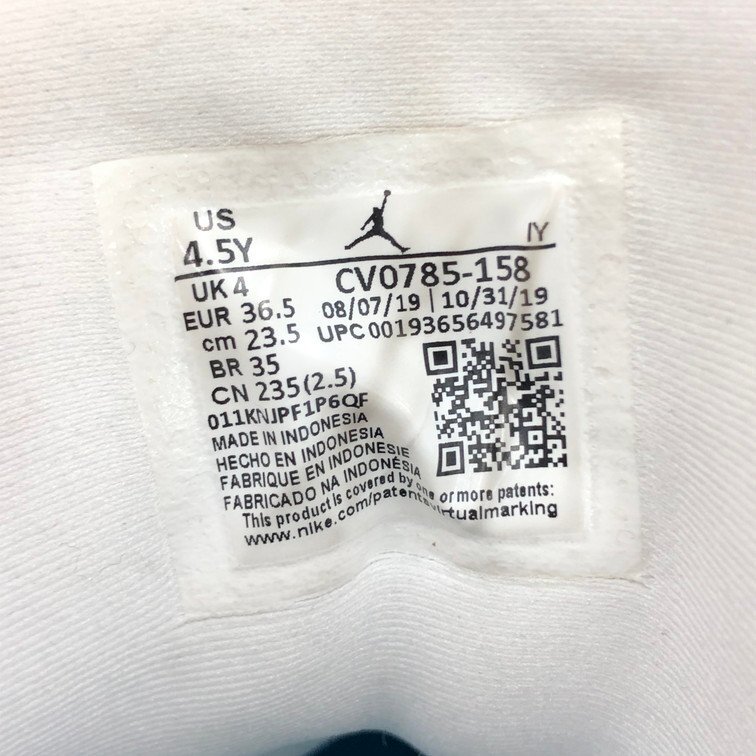 US
4.5Y
IY
UK 4
CV0785-158
EUR 36.5
08/07/19 | 10/31/19
cm 23.5
UPC 00193656497581
BR 35
CN 235(2.5)
011KNJPF1P6QF
MADE IN INDONESIA
HECHO EN INDONESIA
FABRIQUE EN INDONESIE
FABRICADO NA INDONÉSIA
This product is covered by one or more patents:
www.nike.com/patentsvirtualmarking